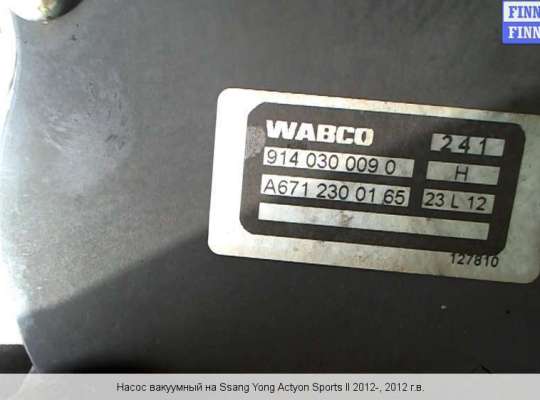 FINN
FINN
WABCO 241
914 030 009 0 H
A671 230 01 65 23 L 12
127810
Насос вакуумный на Ssang Yong Actyon Sports II 2012-, 2012 г.в.